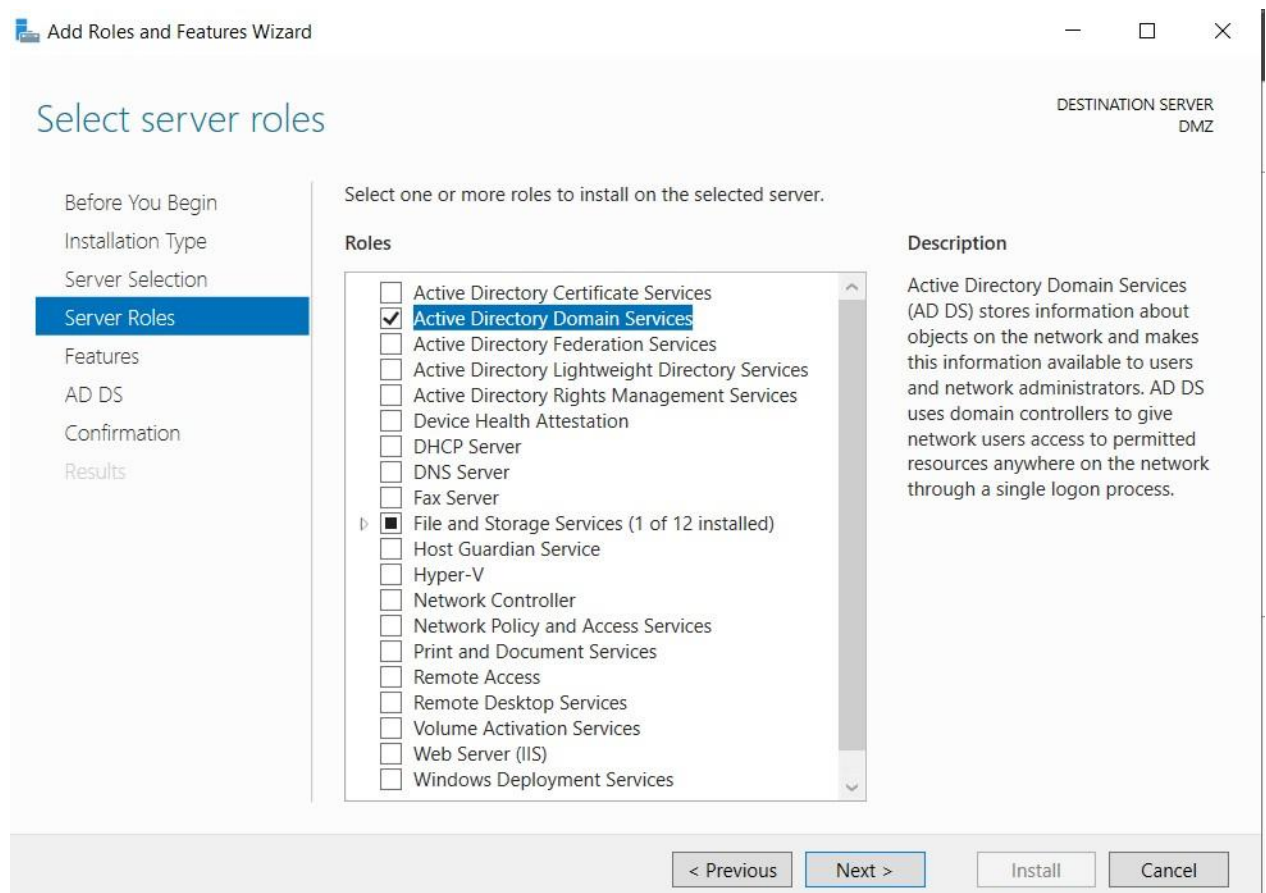 Add Roles and Features Wizard
Select server roles
DESTINATION SERVER
DMZ
Before You Begin
Installation Type
Server Selection
Server Roles
Features
AD DS
Confirmation
Results
Select one or more roles to install on the selected server.
Roles
Active Directory Certificate Services
Active Directory Domain Services
Active Directory Federation Services
Active Directory Lightweight Directory Services
Active Directory Rights Management Services
Device Health Attestation
DHCP Server
DNS Server
Fax Server
File and Storage Services (1 of 12 installed)
Host Guardian Service
Hyper-V
Network Controller
Network Policy and Access Services
Print and Document Services
Remote Access
Remote Desktop Services
Volume Activation Services
Web Server (IIS)
Windows Deployment Services
Description
Active Directory Domain Services
(AD DS) stores information about
objects on the network and makes
this information available to users
and network administrators. AD DS
uses domain controllers to give
network users access to permitted
resources anywhere on the network
through a single logon process.
< Previous
Next >
Install
Cancel